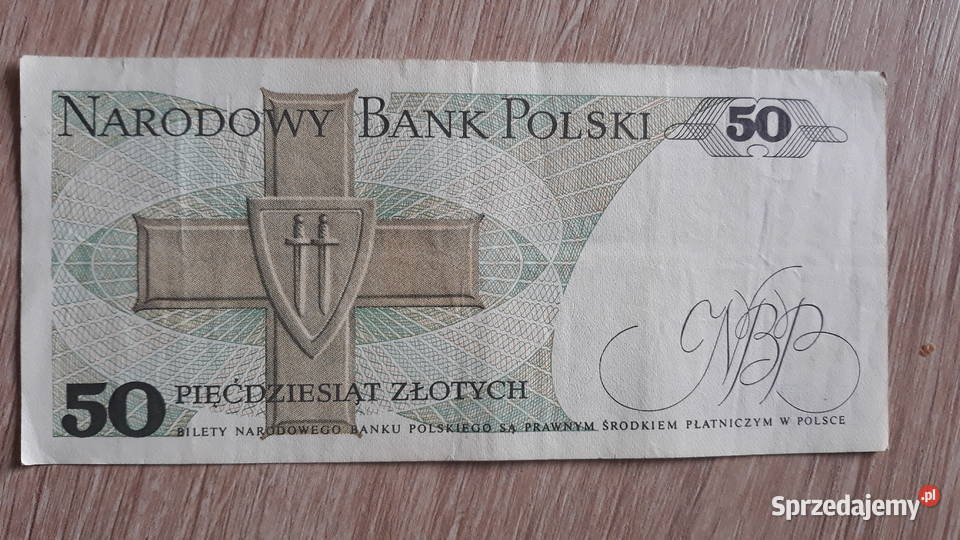 NARODOWY BANK POLSKI 50
NBP
50 PIĘĆDZIESIĄT ZŁOTYCH
BILETY NARODOWEGO BANKU POLSKIEGO SĄ PRAWNYM ŚRODKIEM PŁATNICZYM W POLSCE
Sprzedajemy.pl